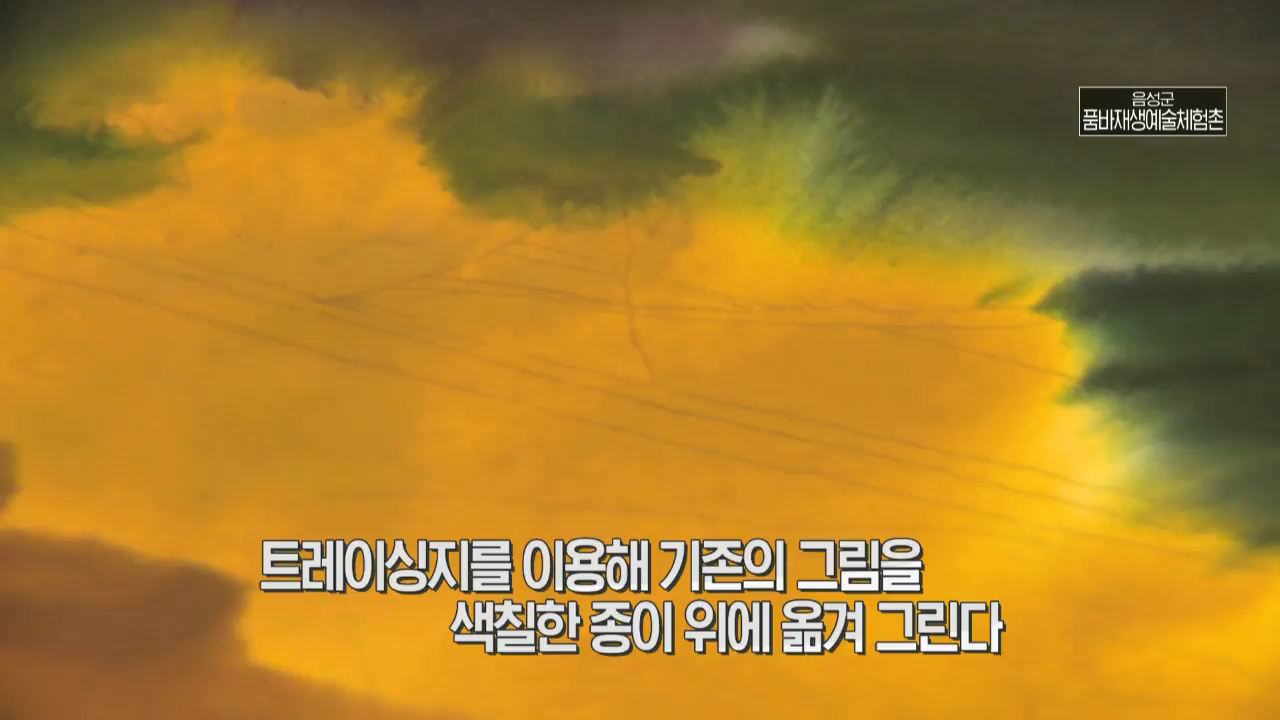 음성군
품바재생예술체험촌
트레이싱지를 이용해 기존의 그림을
색칠한 종이 위에 옮겨 그린다